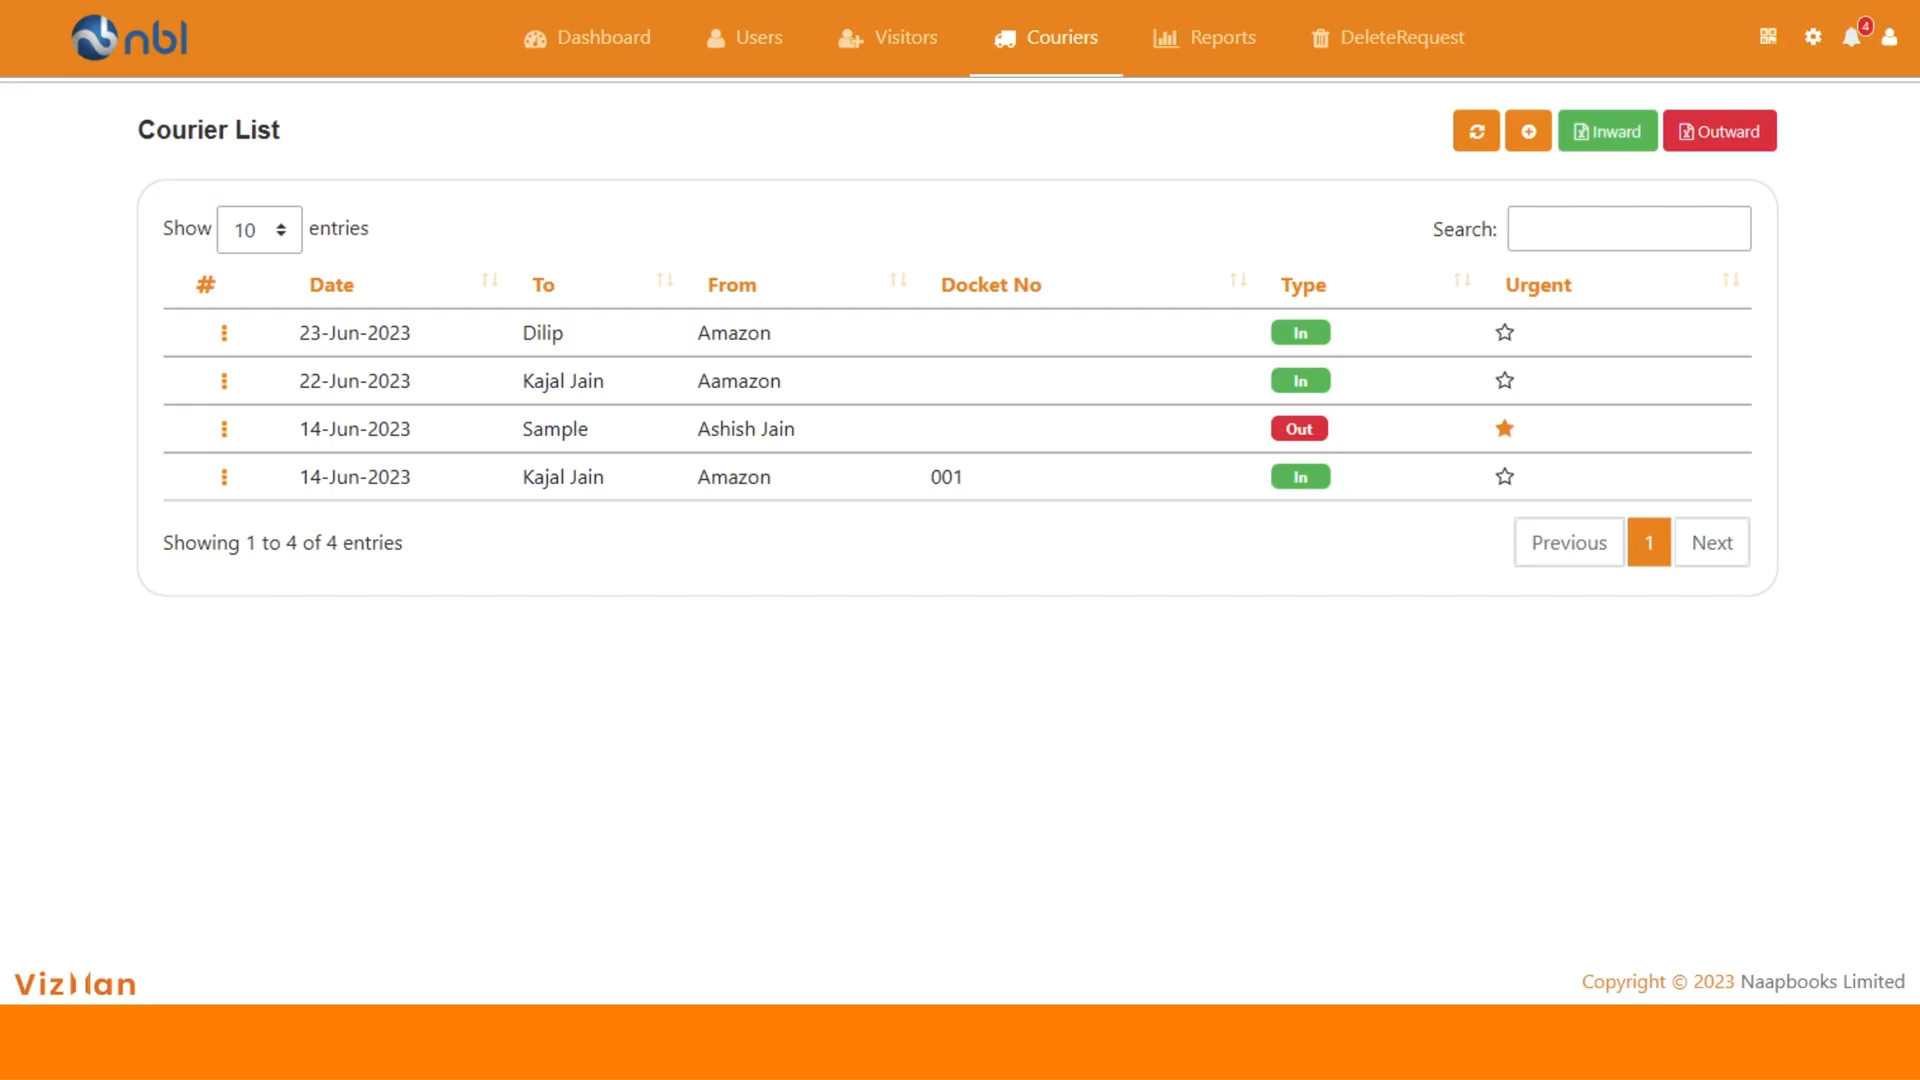 nbl Dashboard Users Visitors Couriers Reports DeleteRequest 4
Courier List Inward Outward
Show 10 entries Search:
# Date To From Docket No Type Urgent
23-Jun-2023 Dilip Amazon In
22-Jun-2023 Kajal Jain Aamazon In
14-Jun-2023 Sample Ashish Jain Out
14-Jun-2023 Kajal Jain Amazon 001 In
Showing 1 to 4 of 4 entries Previous 1 Next
VizMan Copyright © 2023 Naapbooks Limited